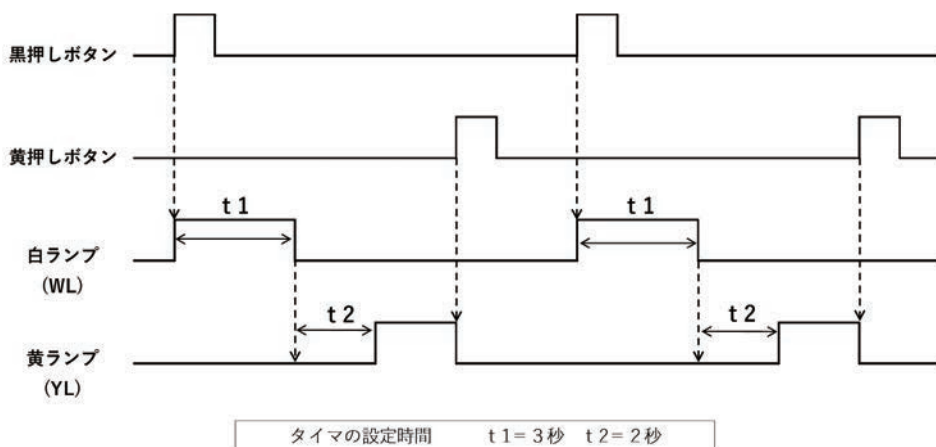 黒押しボタン
黄押しボタン
t 1
t 1
白ランプ
(WL)
t 2
t 2
黄ランプ
(YL)
タイマの設定時間 t 1= 3 秒 t 2= 2 秒